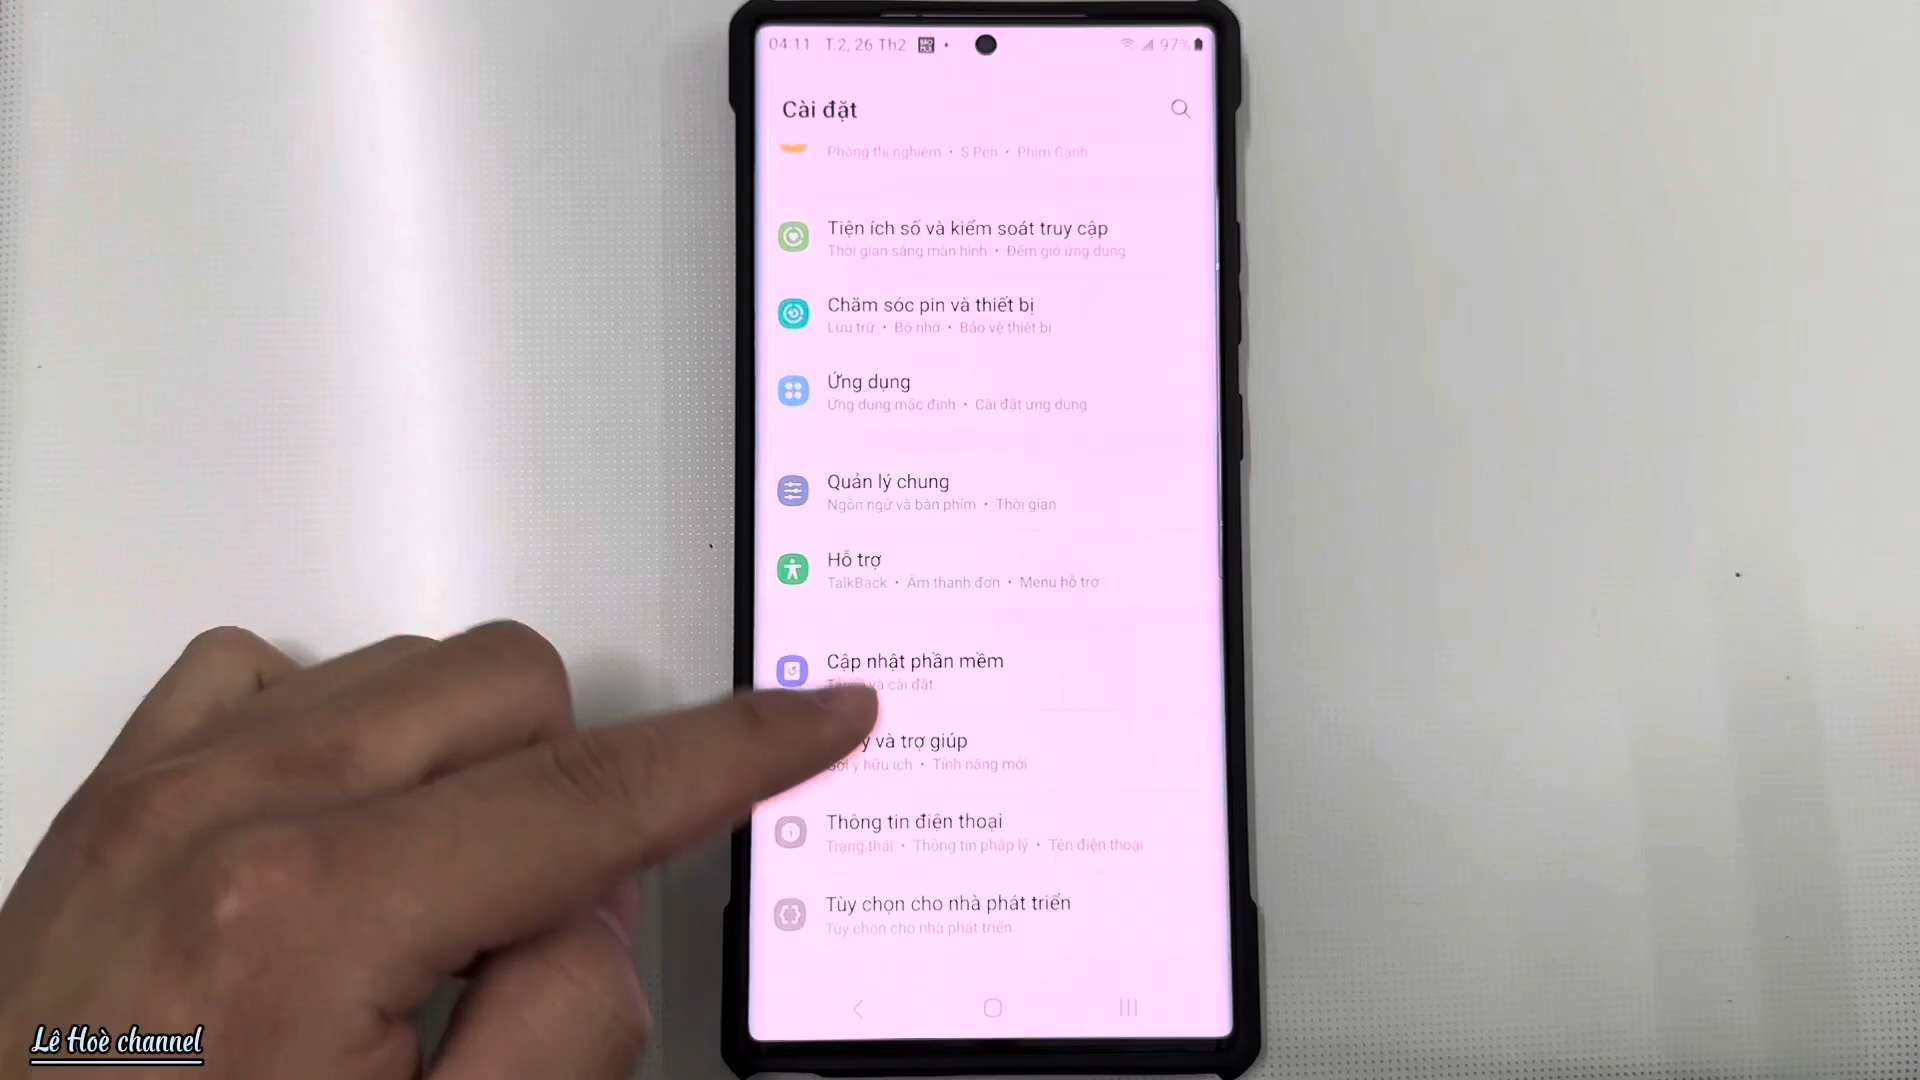 04:11 T.2, 26 Th2
97%
Cài đặt
Phòng thí nghiệm • S Pen • Phím Cạnh
Tiện ích số và kiểm soát truy cập
Thời gian sáng màn hình • Đếm giờ ứng dụng
Chăm sóc pin và thiết bị
Lưu trữ • Bộ nhớ • Bảo vệ thiết bị
Ứng dụng
Ứng dụng mặc định • Cài đặt ứng dụng
Quản lý chung
Ngôn ngữ và bàn phím • Thời gian
Hỗ trợ
TalkBack • Âm thanh đơn • Menu hỗ trợ
Cập nhật phần mềm
và cài đặt
và trợ giúp
ý hữu ích • Tính năng mới
Thông tin điện thoại
Trạng thái • Thông tin pháp lý • Tên điện thoại
Tùy chọn cho nhà phát triển
Tùy chọn cho nhà phát triển
Lê Hoè channel